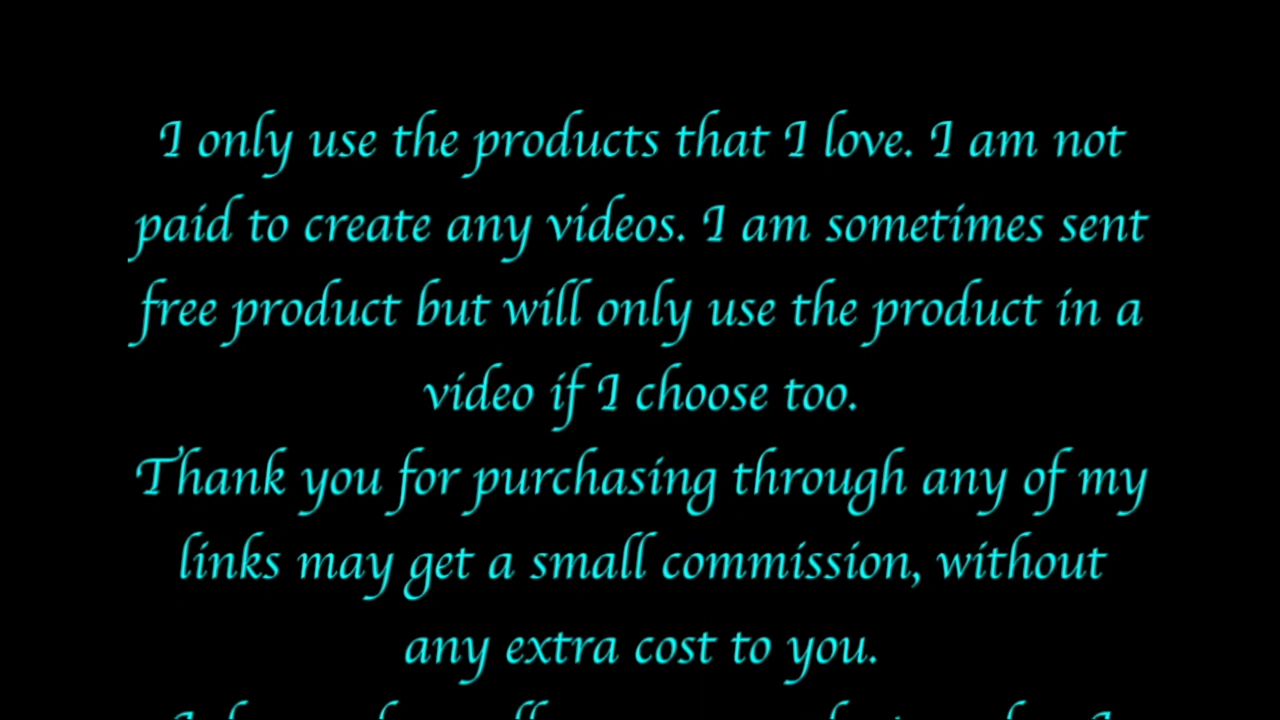 I only use the products that I love. I am not
paid to create any videos. I am sometimes sent
free product but will only use the product in a
video if I choose too.
Thank you for purchasing through any of my
links may get a small commission, without
any extra cost to you.